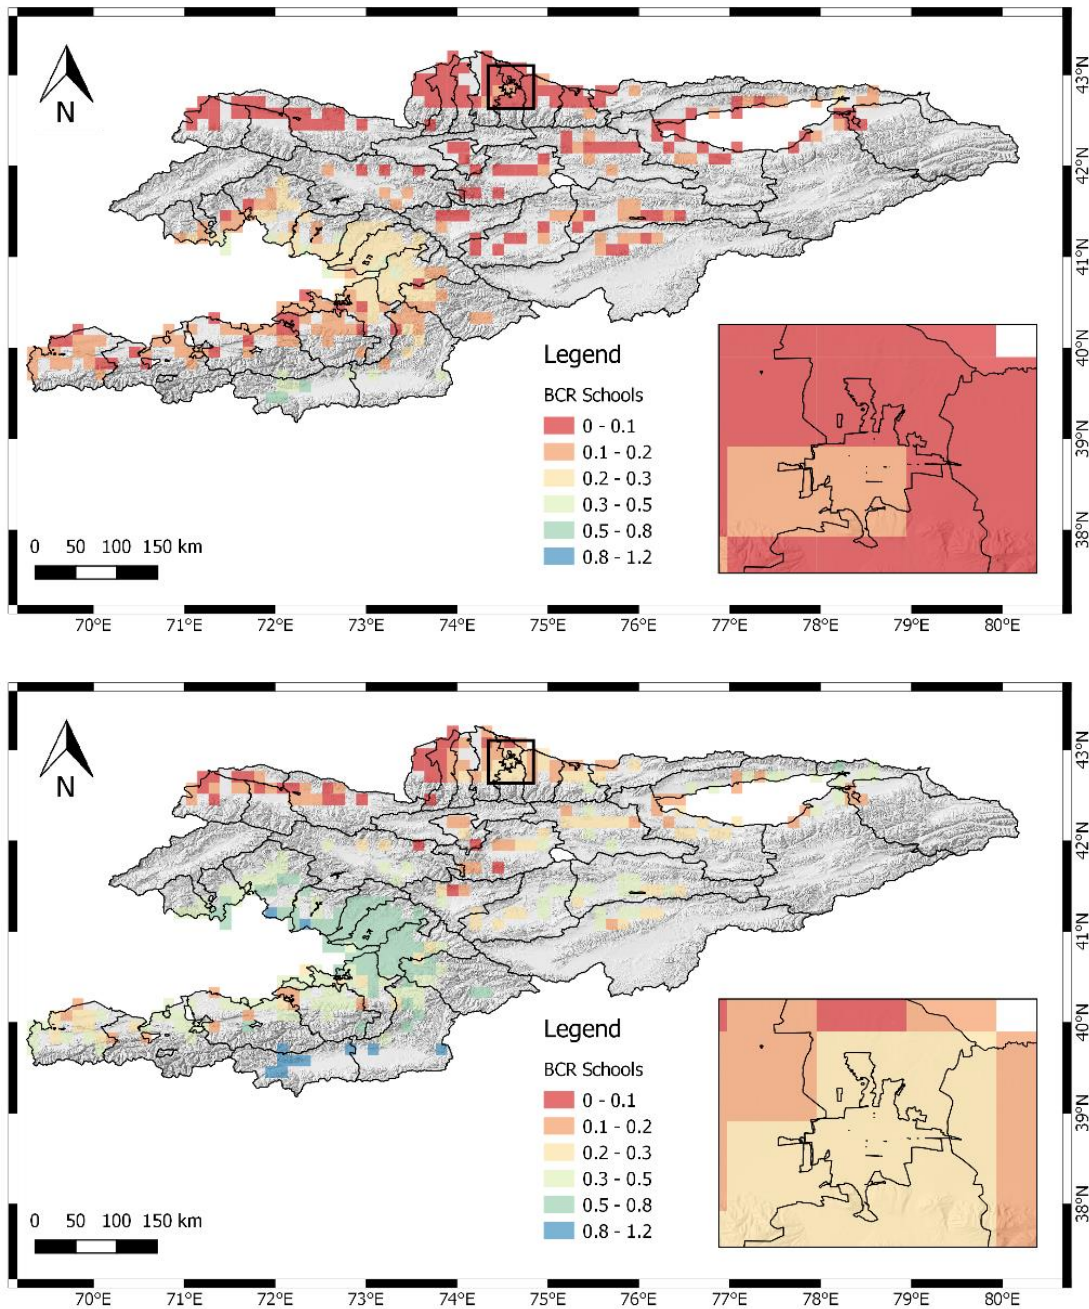 N
43°N
42°N
41°N
40°N
39°N
38°N
Legend
BCR Schools
0 - 0.1
0.1 - 0.2
0.2 - 0.3
0.3 - 0.5
0.5 - 0.8
0.8 - 1.2
0 50 100 150 km
70°E 71°E 72°E 73°E 74°E 75°E 76°E 77°E 78°E 79°E 80°E
N
43°N
42°N
41°N
40°N
39°N
38°N
Legend
BCR Schools
0 - 0.1
0.1 - 0.2
0.2 - 0.3
0.3 - 0.5
0.5 - 0.8
0.8 - 1.2
0 50 100 150 km
70°E 71°E 72°E 73°E 74°E 75°E 76°E 77°E 78°E 79°E 80°E